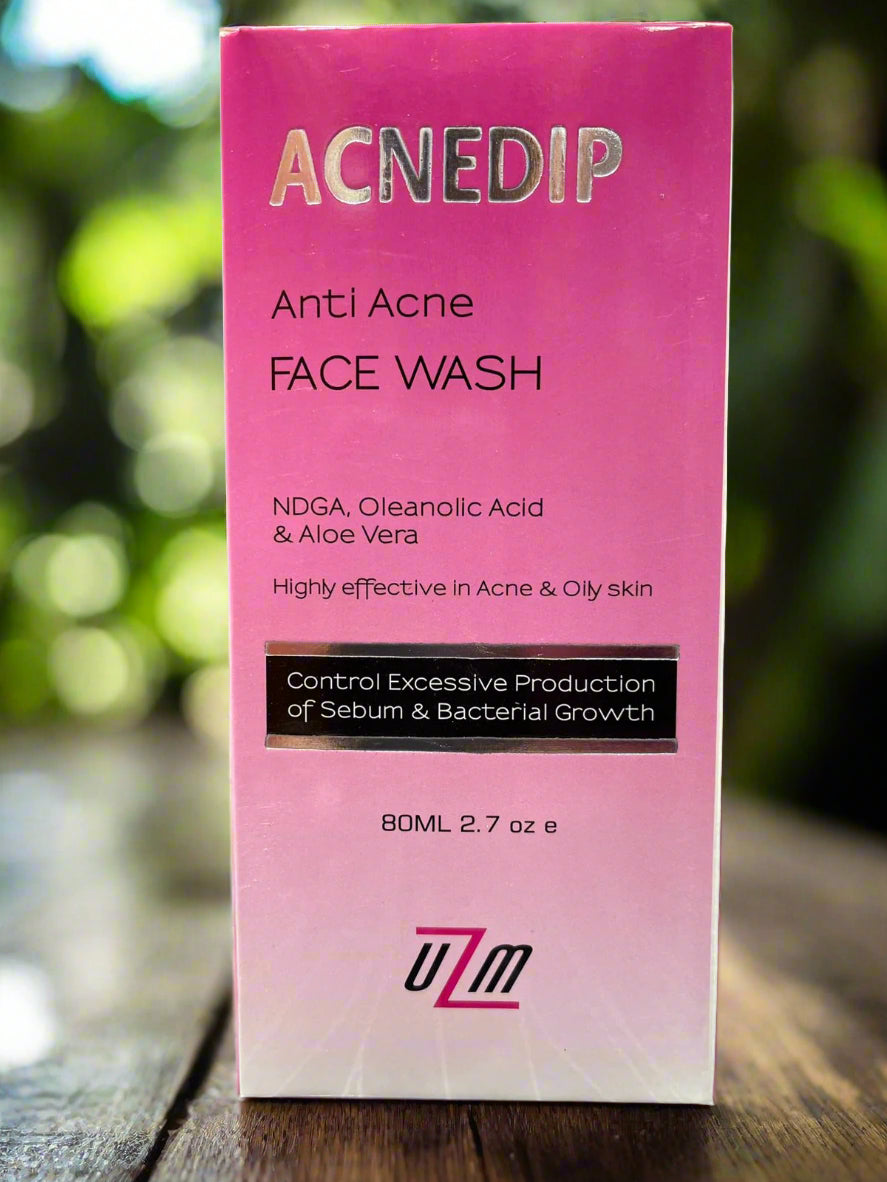 ACNEDIP
Anti Acne
FACE WASH
NDGA, Oleanolic Acid
& Aloe Vera
Highly effective in Acne & Oily skin
Control Excessive Production
of Sebum & Bacterial Growth
80ML 2.7 oz e
UZM